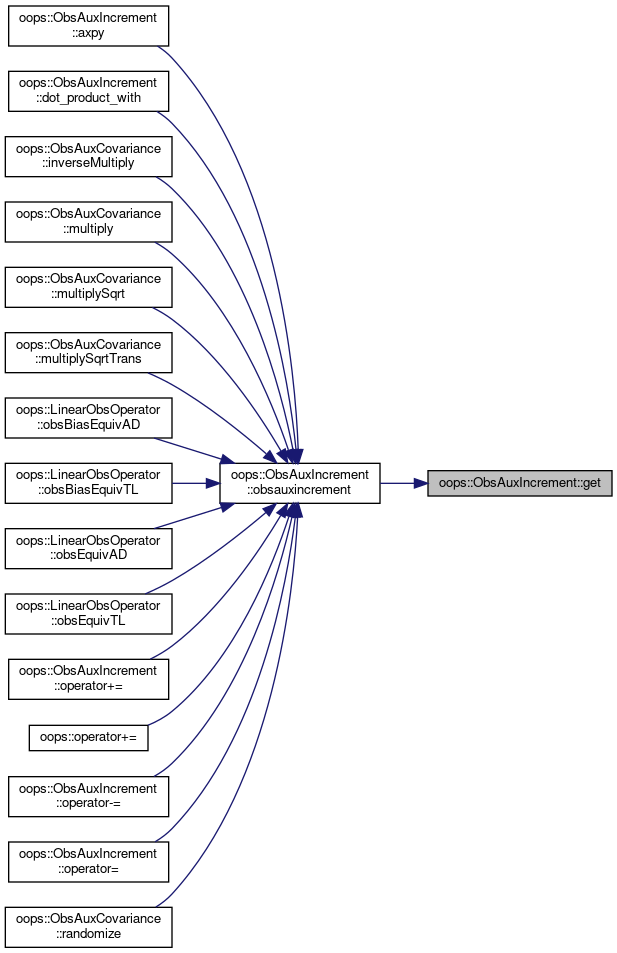 oops::ObsAuxIncrement
::axpy
oops::ObsAuxIncrement
::dot_product_with
oops::ObsAuxCovariance
::inverseMultiply
oops::ObsAuxCovariance
::multiply
oops::ObsAuxCovariance
::multiplySqrt
oops::ObsAuxCovariance
::multiplySqrtTrans
oops::LinearObsOperator
::obsBiasEquivAD
oops::LinearObsOperator
::obsBiasEquivTL
oops::LinearObsOperator
::obsEquivAD
oops::LinearObsOperator
::obsEquivTL
oops::ObsAuxIncrement
::operator+=
oops::operator+=
oops::ObsAuxIncrement
::operator-=
oops::ObsAuxIncrement
::operator=
oops::ObsAuxCovariance
::randomize
oops::ObsAuxIncrement
::obsauxincrement
oops::ObsAuxIncrement::get